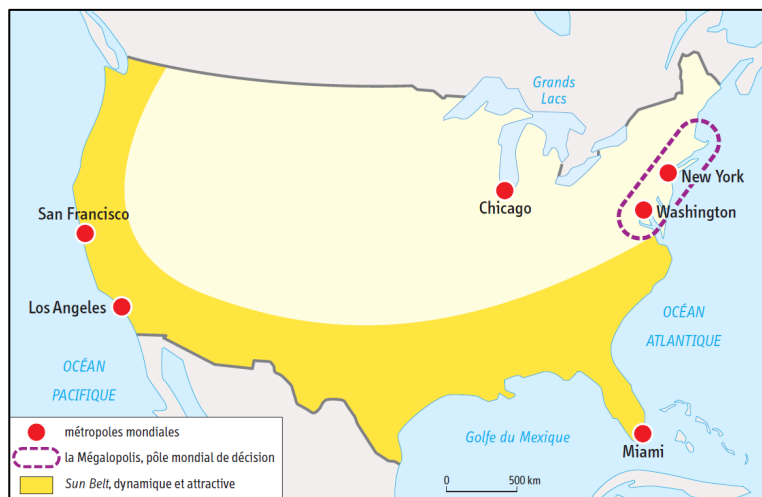 Grands
Lacs
New York
Chicago
Washington
San Francisco
Los Angeles
OCÉAN
ATLANTIQUE
OCÉAN
PACIFIQUE
Golfe du Mexique
Miami
métropoles mondiales
la Mégalopolis, pôle mondial de décision
Sun Belt, dynamique et attractive
0 500 km